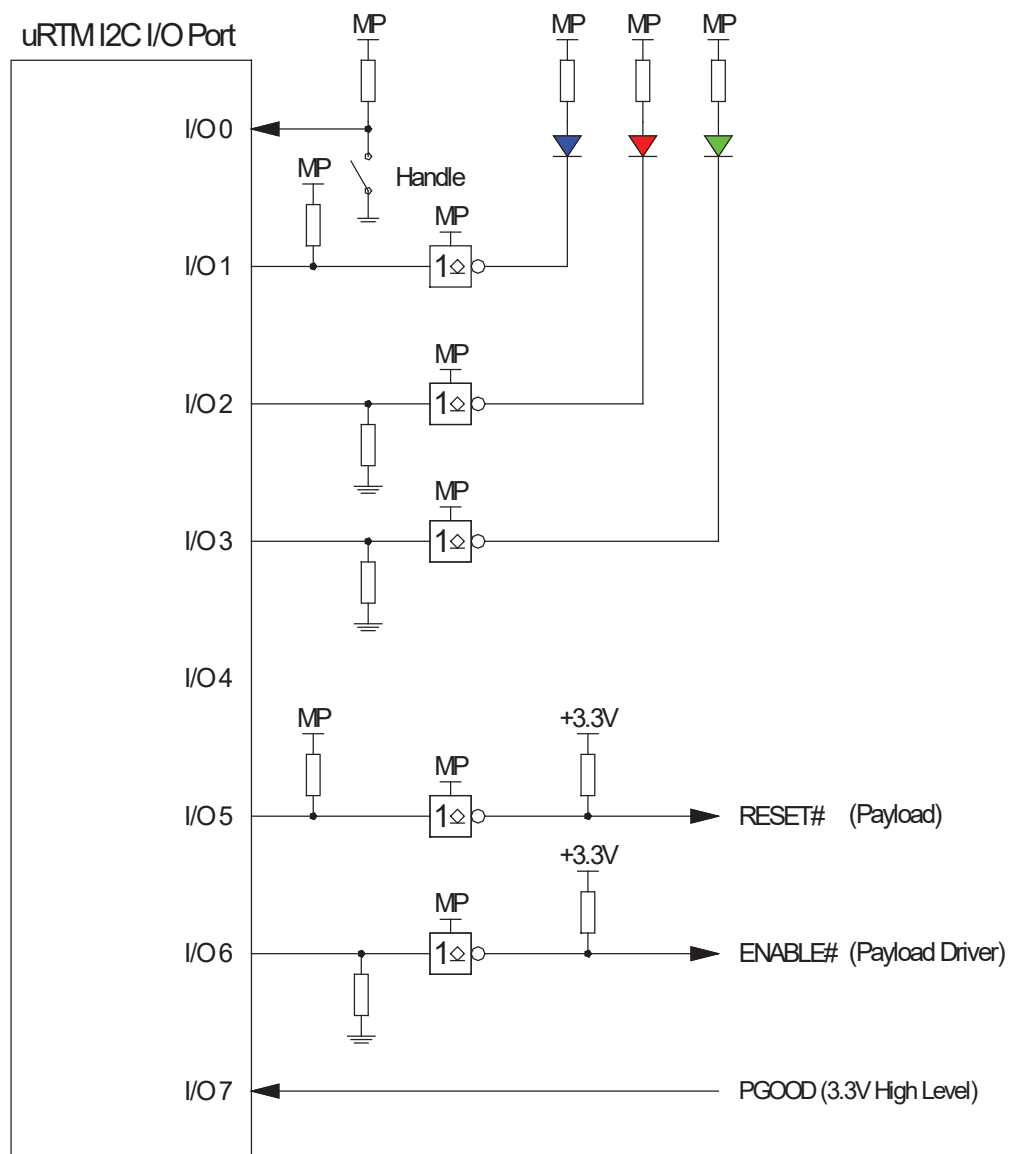 MP MP MP MP
uRTM I2C I/O Port
I/O 0
MP
Handle
MP
I/O 1
1
MP
I/O 2
1
MP
I/O 3
1
I/O 4
MP +3.3V
MP
I/O 5
1
RESET# (Payload)
+3.3V
MP
I/O 6
1
ENABLE# (Payload Driver)
I/O 7
PGOOD (3.3V High Level)